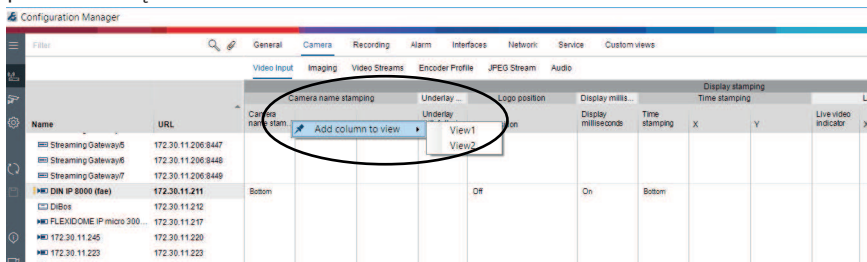 Configuration Manager
Filter General Camera Recording Alarm Interfaces Network Service Custom views
Video Input Imaging Video Streams Encoder Profile JPEG Stream Audio
Display stamping
Camera name stamping Underlay ... Logo position Display millis... Time stamping
Name URL Camera name stam... Underlay Display milliseconds Time stamping X Y Live video indicator
Add column to view View1
View2
Streaming Gateway/5 172.30.11.206:8447
Streaming Gateway/6 172.30.11.206:8448
Streaming Gateway/7 172.30.11.206:8449
DIN IP 8000 (fae) 172.30.11.211 Bottom Off On Bottom
DiBos 172.30.11.212
FLEXIDOME IP micro 300... 172.30.11.217
172.30.11.245 172.30.11.220
172.30.11.223 172.30.11.223